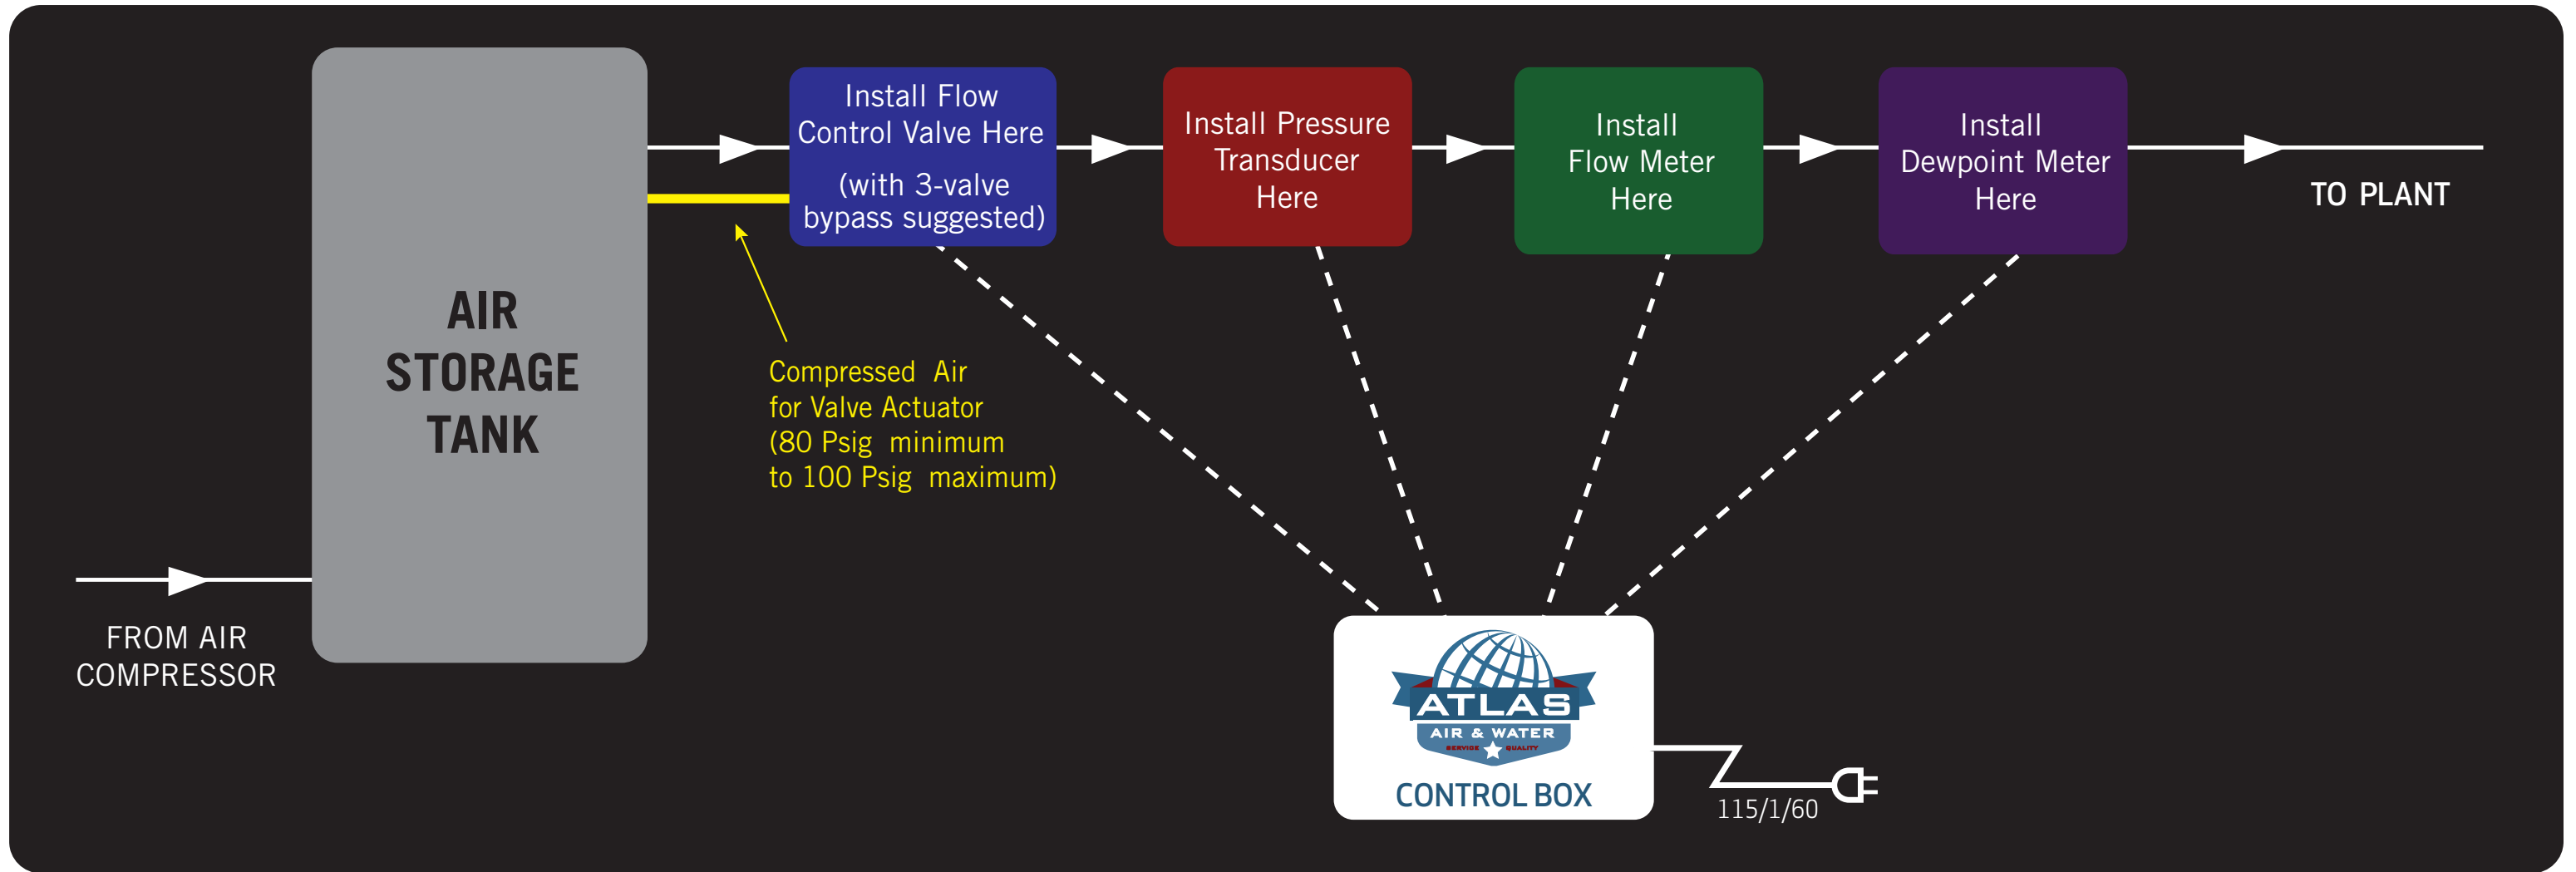 Install Flow
Control Valve Here
(with 3-valve
bypass suggested)
Install Pressure
Transducer
Here
Install
Flow Meter
Here
Install
Dewpoint Meter
Here
TO PLANT
AIR
STORAGE
TANK
Compressed Air
for Valve Actuator
(80 Psig minimum
to 100 Psig maximum)
FROM AIR
COMPRESSOR
ATLAS
AIR & WATER
SERVICE QUALITY
CONTROL BOX
115/1/60